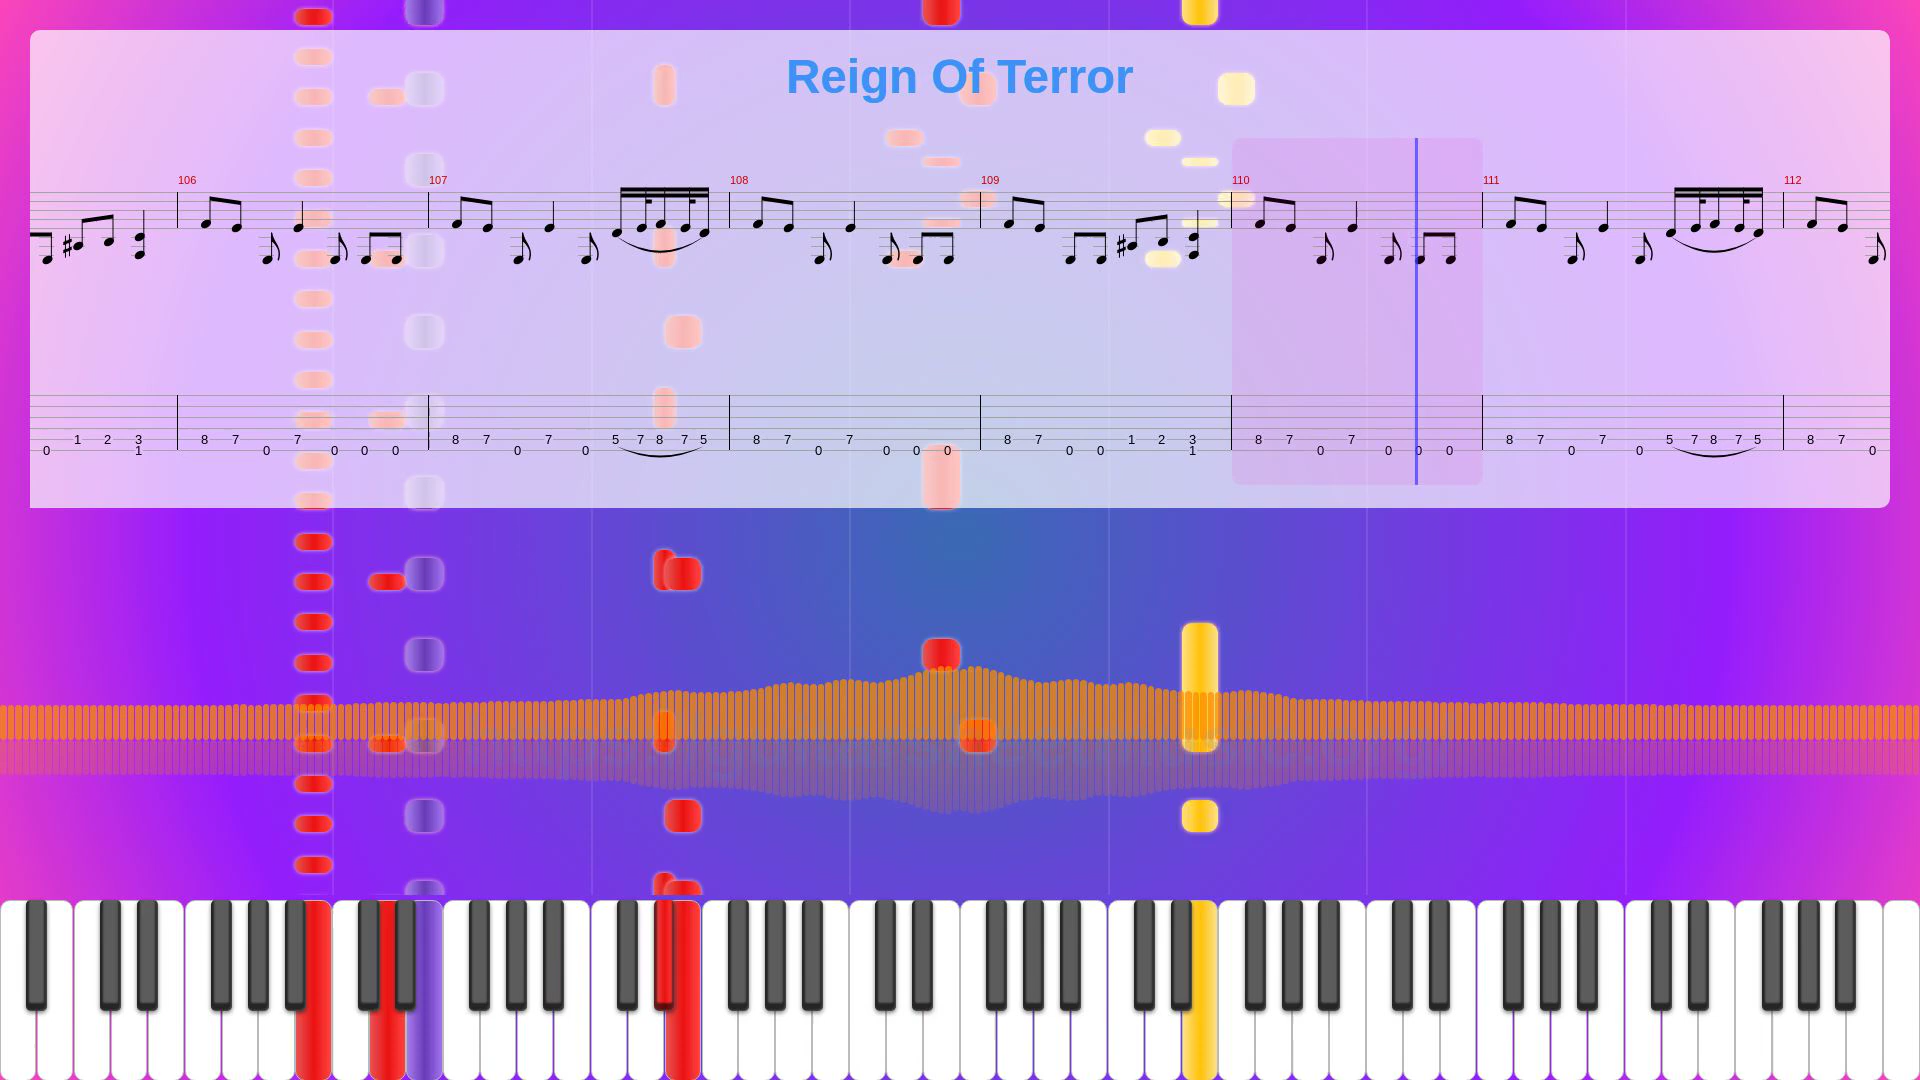 Reign Of Terror
106 107 108 109 110 111 112
1 2 3 8 7 7 8 7 7 5 7 8 7 5 8 7 7 8 7 1 2 3 8 7 7 8 7 7 5 7 8 7 5 8 7
0 1 0 0 0 0 0 0 0 0 0 0 0 0 1 0 0 0 0 0 0 0